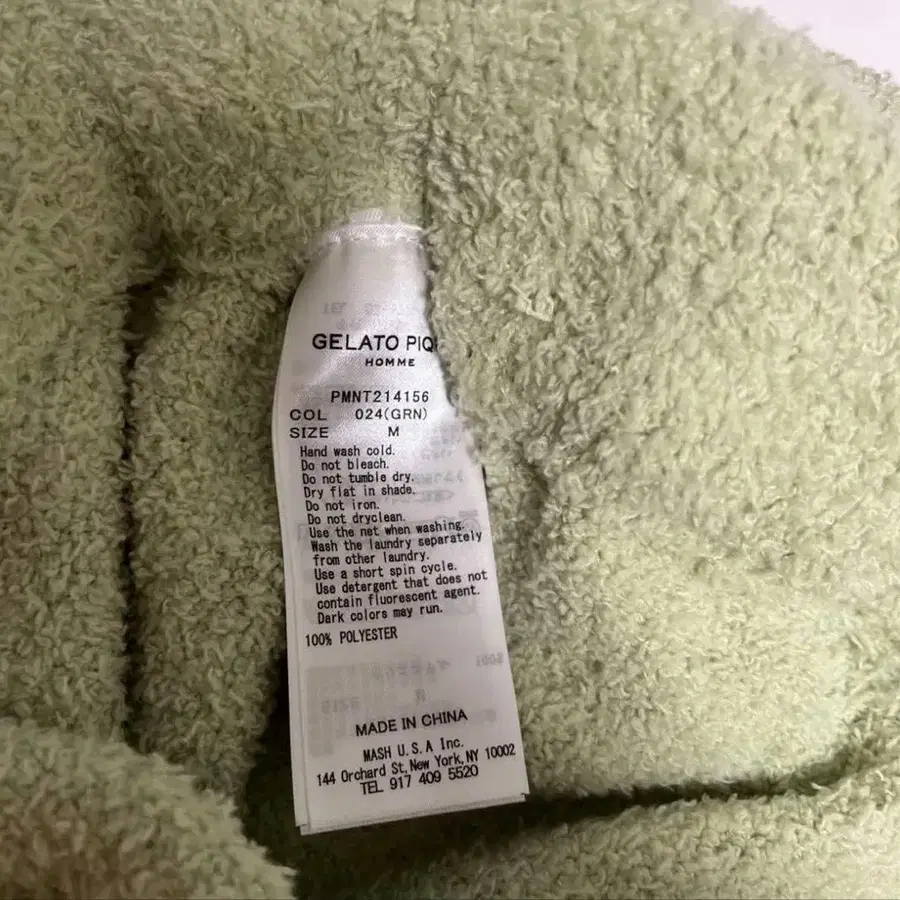 GELATO PIQ
HOMME
PMNT214156
COL 024(GRN)
SIZE M
Hand wash cold.
Do not bleach.
Do not tumble dry.
Dry flat in shade.
Do not iron.
Do not dryclean.
Use the net when washing.
Wash the laundry separately
from other laundry.
Use a short spin cycle.
Use detergent that does not
contain fluorescent agent.
Dark colors may run.
100% POLYESTER
MADE IN CHINA
MASH U.S.A Inc.
144 Orchard St, New York, NY 10002
TEL 917 409 5520